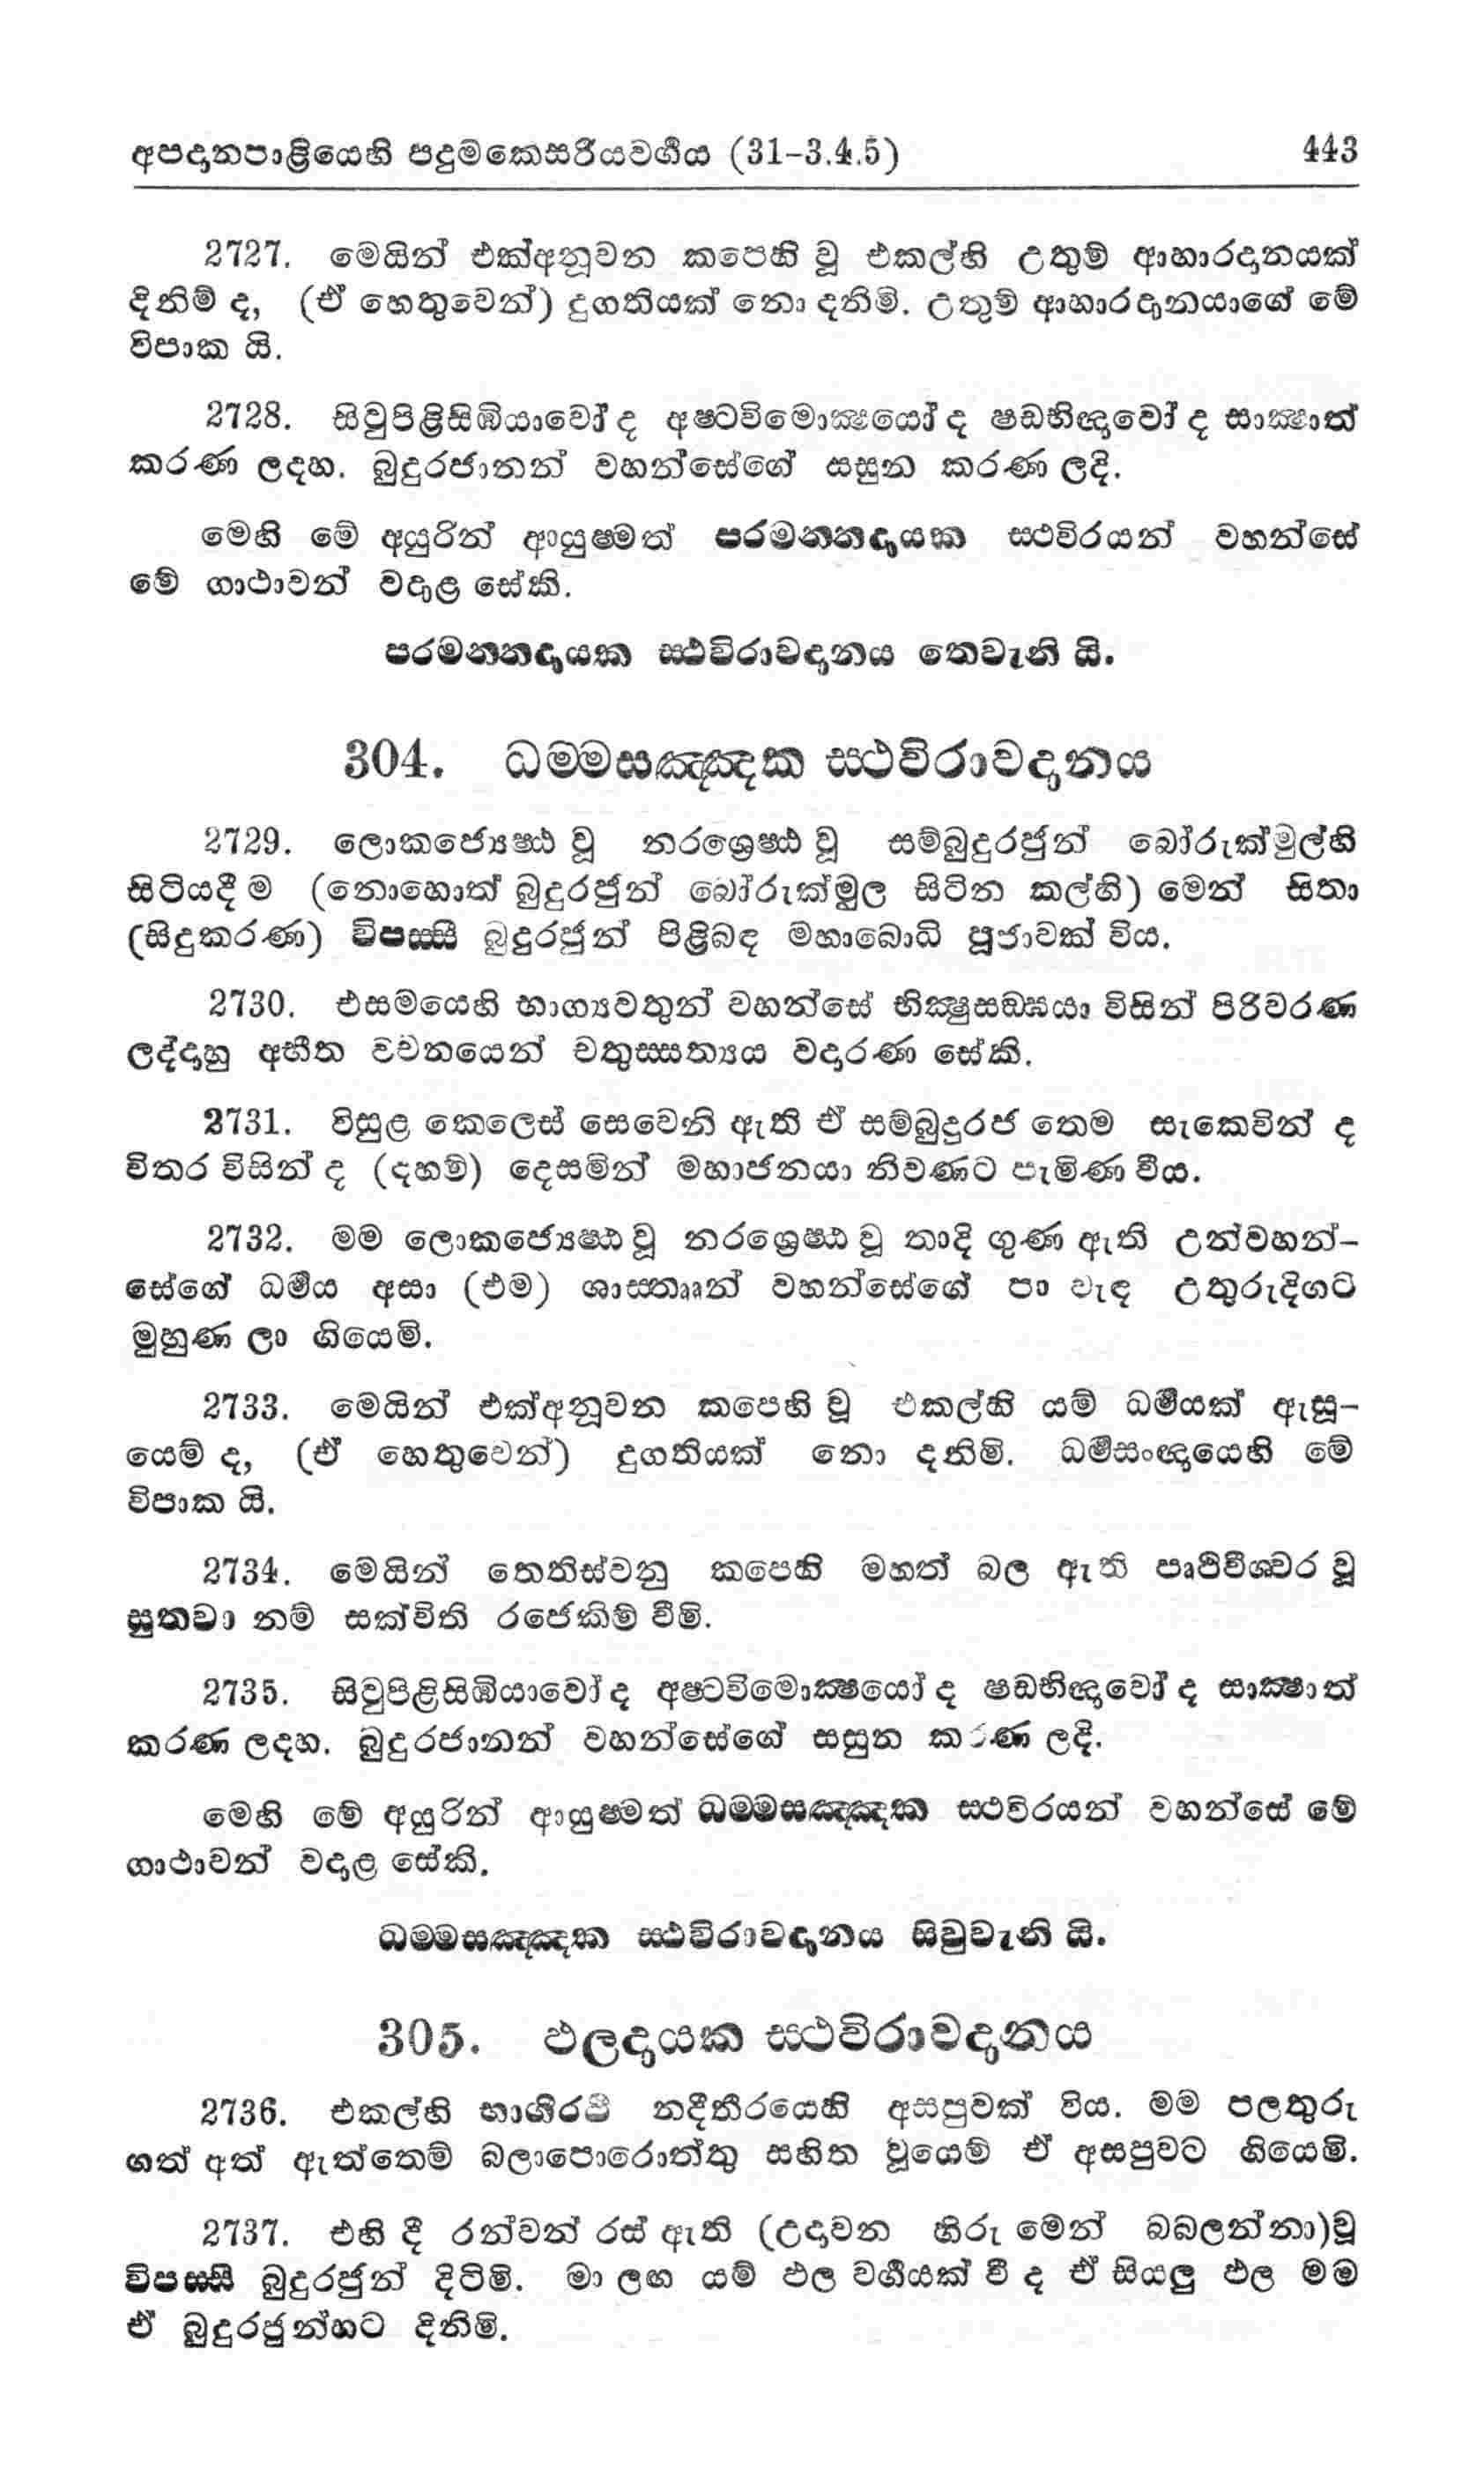 අපදානපාළියෙහි පදුමකෙසරියවර්ගය (31-3.4.5) 443
2727. මෙයින් එක්අනූවන කපෙහි වූ එකල්හි උතුම් ආහාරදානයක්
දිනිම් ද, (ඒ හෙතුවෙන්) දුගතියක් නො දනිමි. උතුම් ආහාරදානයාගේ මේ
විපාක යි.
2728. සිවුපිළිසිඹියාවෝ ද අෂ්ටවිමොක්‍ෂයෝ ද ෂඩභිඥාවෝ ද සාක්‍ෂාත්
කරණ ලදහ. බුදුරජානන් වහන්සේගේ සසුන කරණ ලදි.
මෙහි මේ අයුරින් ආයුෂ්මත් පරමන්නදායක ස්ථවිරයන් වහන්සේ
මේ ගාථාවන් වදාළ සේකි.
පරමන්නදායක ස්ථවිරාවදානය තෙවැනි යි.
304. ධම්මසඤ්ඤක ස්ථවිරාවදානය
2729. ලොකජ්‍යෙෂ්ඨ වූ නරශ්‍රෙෂ්ඨ වූ සම්බුදුරජුන් බෝරුක්මුල්හි
සිටියදීම (නොහොත් බුදුරජුන් බෝරුක්මුල සිටින කල්හි) මෙන් සිතා
(සිදුකරණ) විපස්සී බුදුරජුන් පිළිබඳ මහාබොධි පූජාවක් විය.
2730. එසමයෙහි භාග්‍යවතුන් වහන්සේ භික්‍ෂුසඞ්ඝයා විසින් පිරිවරණ
ලද්දාහු අභීත වචනයෙන් චතුස්සත්‍යය වදාරණ සේකි.
2731. විසුළ කෙලෙස් සෙවෙනි ඇති ඒ සම්බුදුරජ තෙම සැකෙවින් ද
විතර විසින් ද (දහම්) දෙසමින් මහාජනයා නිවණට පැමිණ වීය.
2732. මම ලොකජ්‍යෙෂ්ඨ වූ නරශ්‍රෙෂ්ඨ වූ තාදි ගුණ ඇති උන්වහන්-
සේගේ ධර්මය අසා (එම) ශාස්තෲන් වහන්සේගේ පා වැඳ උතුරුදිගට
මුහුණ ලා ගියෙමි.
2733. මෙයින් එක්අනූවන කපෙහි වූ එකල්හි යම් ධර්මයක් ඇසූ-
යෙම් ද, (ඒ හෙතුවෙන්) දුගතියක් නො දනිමි. ධර්මසංඥායෙහි මේ
විපාක යි.
2734. මෙයින් තෙතිස්වනු කපෙහි මහත් බල ඇති පෘථිවීශ්වර වූ
සුතවා නම් සක්විති රජෙකිම් වීමි.
2735. සිවුපිළිසිඹියාවෝ ද අෂ්ටවිමොක්‍ෂයෝ ද ෂඩභිඥාවෝ ද සාක්‍ෂාත්
කරණ ලදහ. බුදුරජානන් වහන්සේගේ සසුන කරණ ලදි.
මෙහි මේ අයුරින් ආයුෂ්මත් ධම්මසඤ්ඤක ස්ථවිරයන් වහන්සේ මේ
ගාථාවන් වදාළ සේකි.
ධම්මසඤ්ඤක ස්ථවිරාවදානය සිවුවැනි යි.
305. ඵලදායක ස්ථවිරාවදානය
2736. එකල්හි භාගිරථී නදීතීරයෙහි අසපුවක් විය. මම පලතුරු
ගත් අත් ඇත්තෙම් බලාපොරොත්තු සහිත වූයෙම් ඒ අසපුවට ගියෙමි.
2737. එහි දී රන්වන් රස් ඇති (උදාවන හිරු මෙන් බබලන්නා)වූ
විපස්සී බුදුරජුන් දිටිමි. මා ලඟ යම් ඵල වර්ගයක් වී ද ඒ සියලු ඵල මම
ඒ බුදුරජුන්හට දිනිමි.